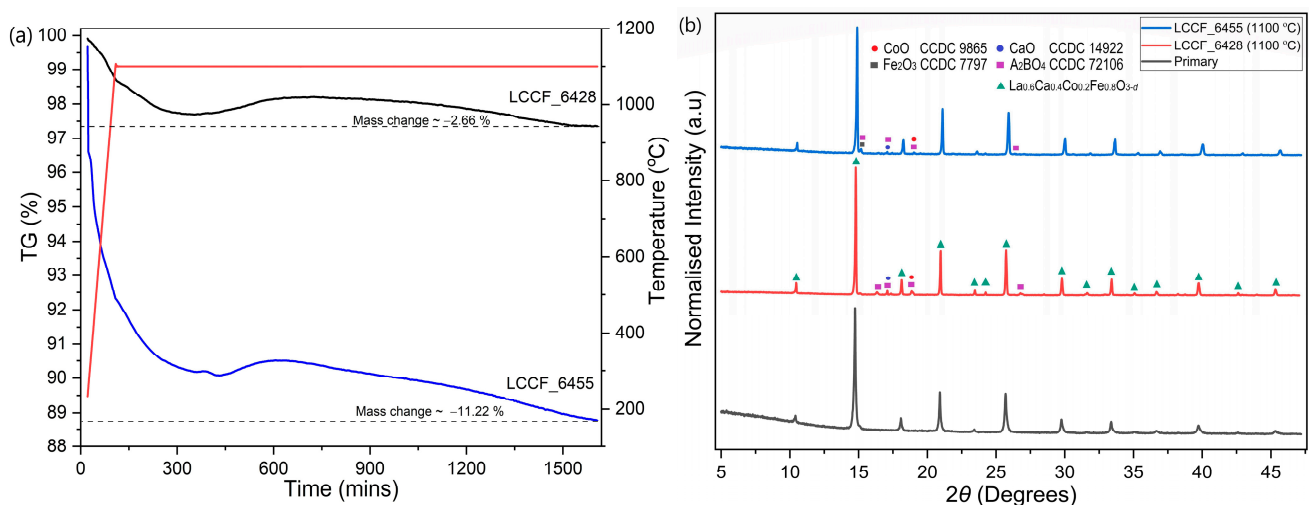 (a)
100
99
98
97
96
95
94
93
92
91
90
89
88
TG (%)
0
300
600
900
1200
1500
Time (mins)
1200
1000
800
600
400
200
Temperature (°C)
LCCF_6428
Mass change ~ −2.66 %
LCCF_6455
Mass change ~ −11.22 %
(b)
CoO CCDC 9865
CaO CCDC 14922
Fe2O3 CCDC 7797
A2BO4 CCDC 72106
La0.6Ca0.4Co0.2Fe0.8O3-d
LCCF_6455 (1100 °C)
LCCF_6428 (1100 °C)
Primary
Normalised Intensity (a.u)
5
10
15
20
25
30
35
40
45
2θ (Degrees)